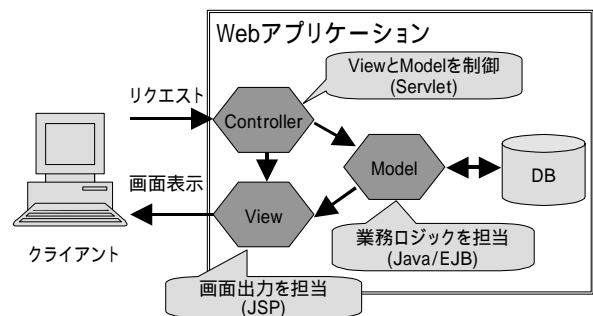 Webアプリケーション
ViewとModelを制御
(Servlet)
リクエスト
Controller
Model
DB
画面表示
View
クライアント
業務ロジックを担当
(Java/EJB)
画面出力を担当
(JSP)